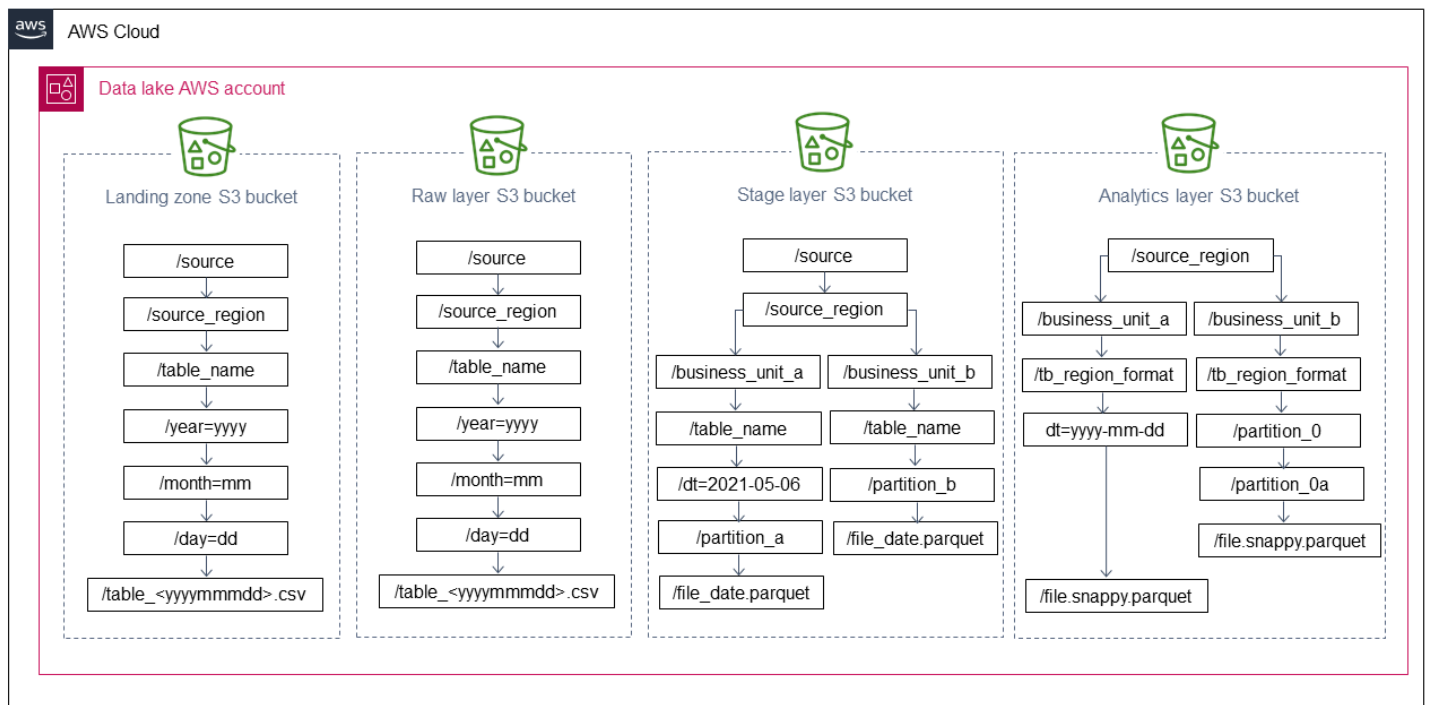 aws
AWS Cloud
Data lake AWS account
Landing zone S3 bucket
/source
/source_region
/table_name
/year=yyyy
/month=mm
/day=dd
/table_<yyyymmmdd>.csv
Raw layer S3 bucket
/source
/source_region
/table_name
/year=yyyy
/month=mm
/day=dd
/table_<yyyymmmdd>.csv
Stage layer S3 bucket
/source
/source_region
/business_unit_a
/table_name
/dt=2021-05-06
/partition_a
/file_date.parquet
/business_unit_b
/table_name
/partition_b
/file_date.parquet
Analytics layer S3 bucket
/source_region
/business_unit_a
/tb_region_format
dt=yyyy-mm-dd
/file.snappy.parquet
/business_unit_b
/tb_region_format
/partition_0
/partition_0a
/file.snappy.parquet